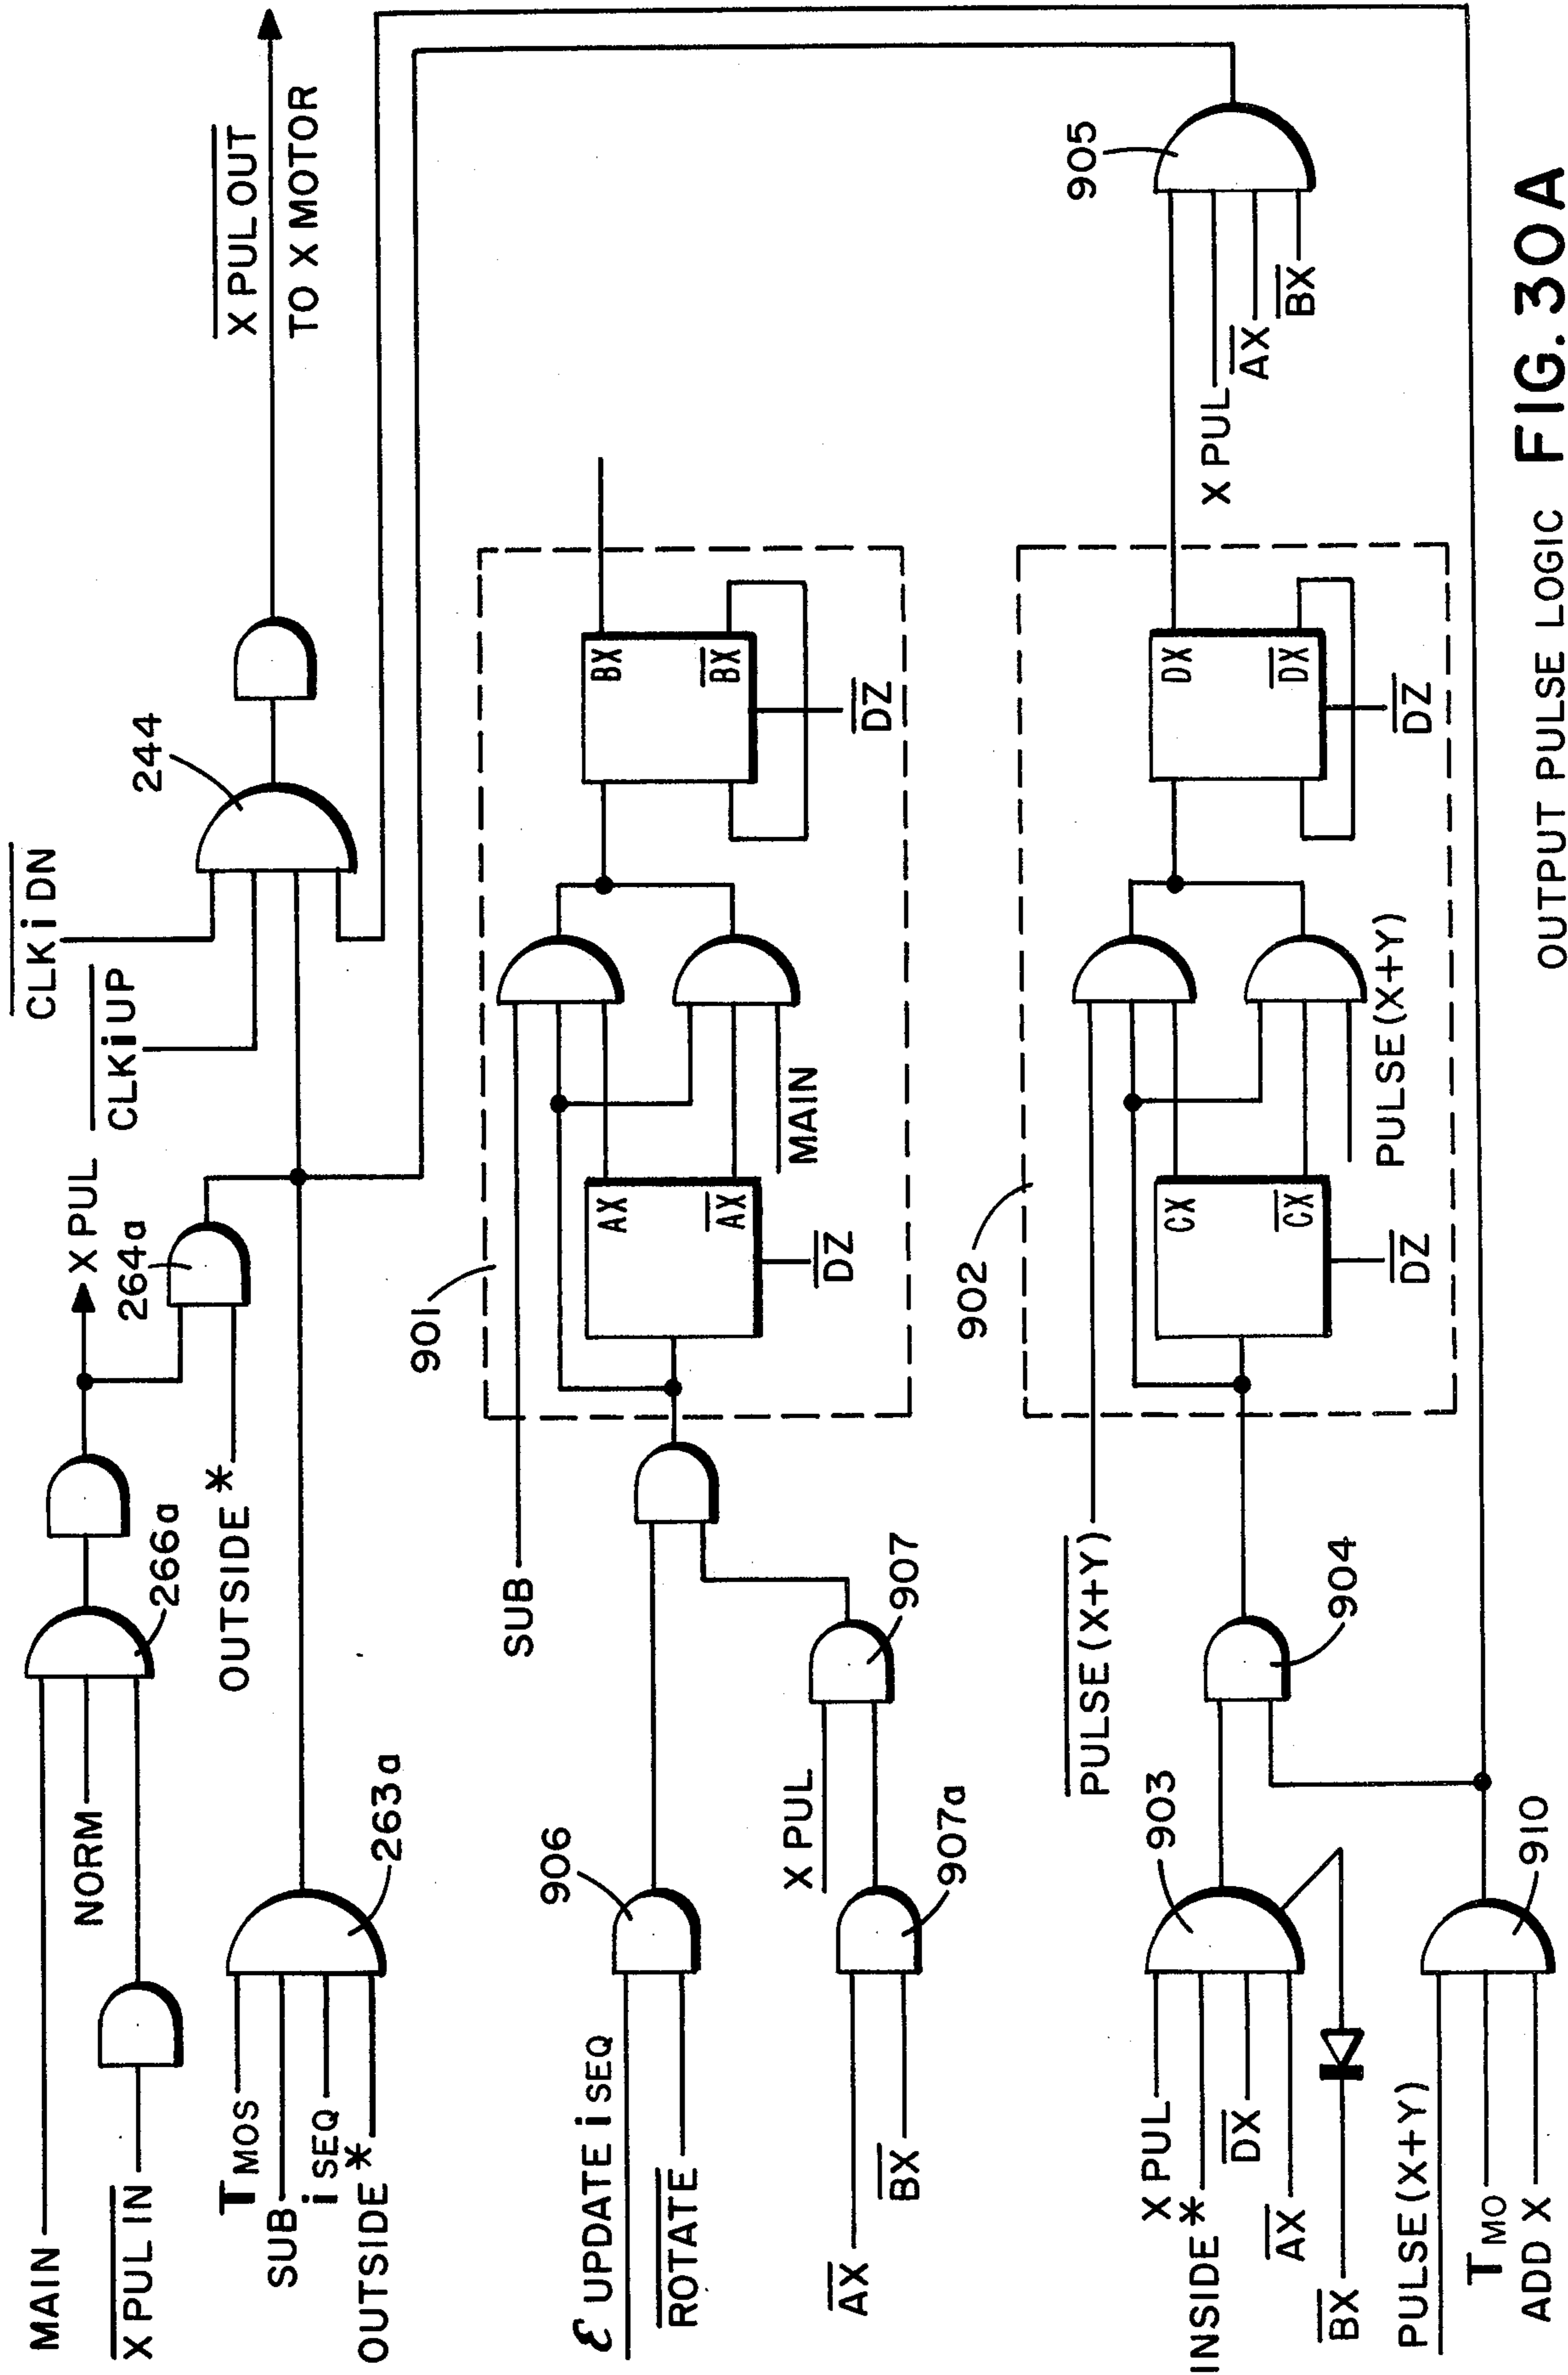 MAIN
X PUL IN
NORM
266a
X PUL
264a
OUTSIDE *
T MOS
SUB
i SEQ
OUTSIDE *
263a
CLK i DN
CLK i UP
244
X PUL OUT
TO X MOTOR
ε UPDATE i SEQ
ROTATE
906
AX
BX
907a
X PUL
907
SUB
901
AX
AX
DZ
MAIN
BX
BX
DZ
X PUL
INSIDE *
DX
AX
BX
903
904
PULSE (X+Y)
902
CX
CX
DZ
PULSE (X+Y)
DX
DX
DZ
905
X PUL
AX
BX
PULSE (X+Y)
T MO
ADD X
910
OUTPUT PULSE LOGIC FIG. 30A